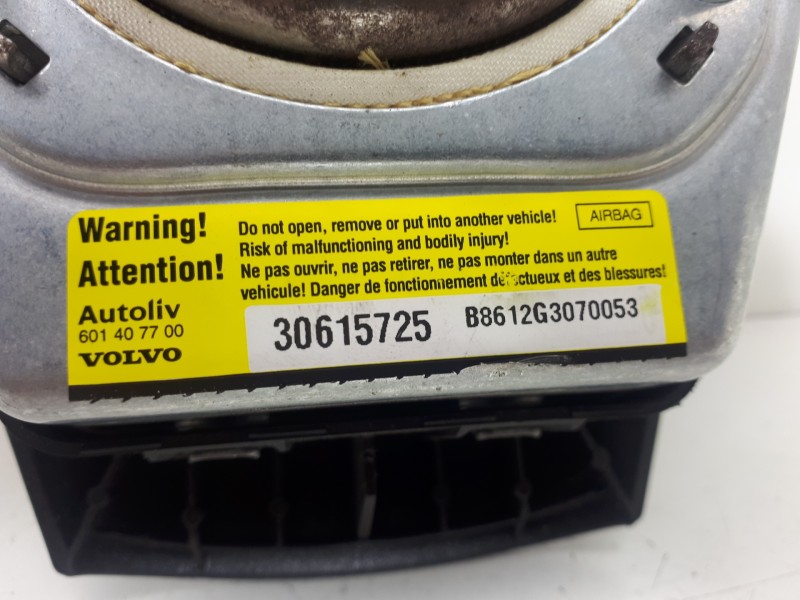 Warning!
Attention!
Autoliv
601 40 77 00
VOLVO
Do not open, remove or put into another vehicle!
Risk of malfunctioning and bodily injury!
Ne pas ouvrir, ne pas retirer, ne pas monter dans un autre
vehicule! Danger de fonctionnement defectueux et des blessures!
AIRBAG
30615725
B8612G3070053